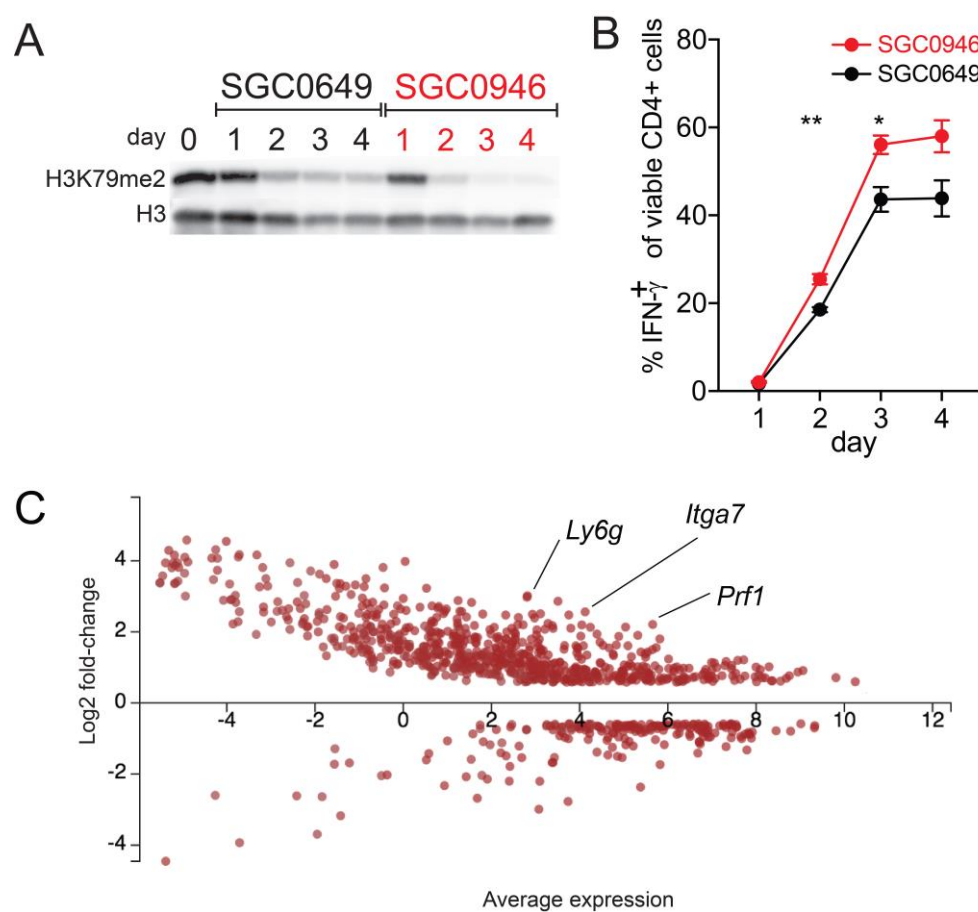 A
SGC0649 SGC0946
day 0 1 2 3 4 1 2 3 4
H3K79me2
H3
B
% IFN-γ+ of viable CD4+ cells
80
60
40
20
0
SGC0946
SGC0649
** *
1 2 3 4
day
C
Log2 fold-change
4
2
0
-2
-4
Ly6g
Itga7
Prf1
-4 -2 0 2 4 6 8 10 12
Average expression